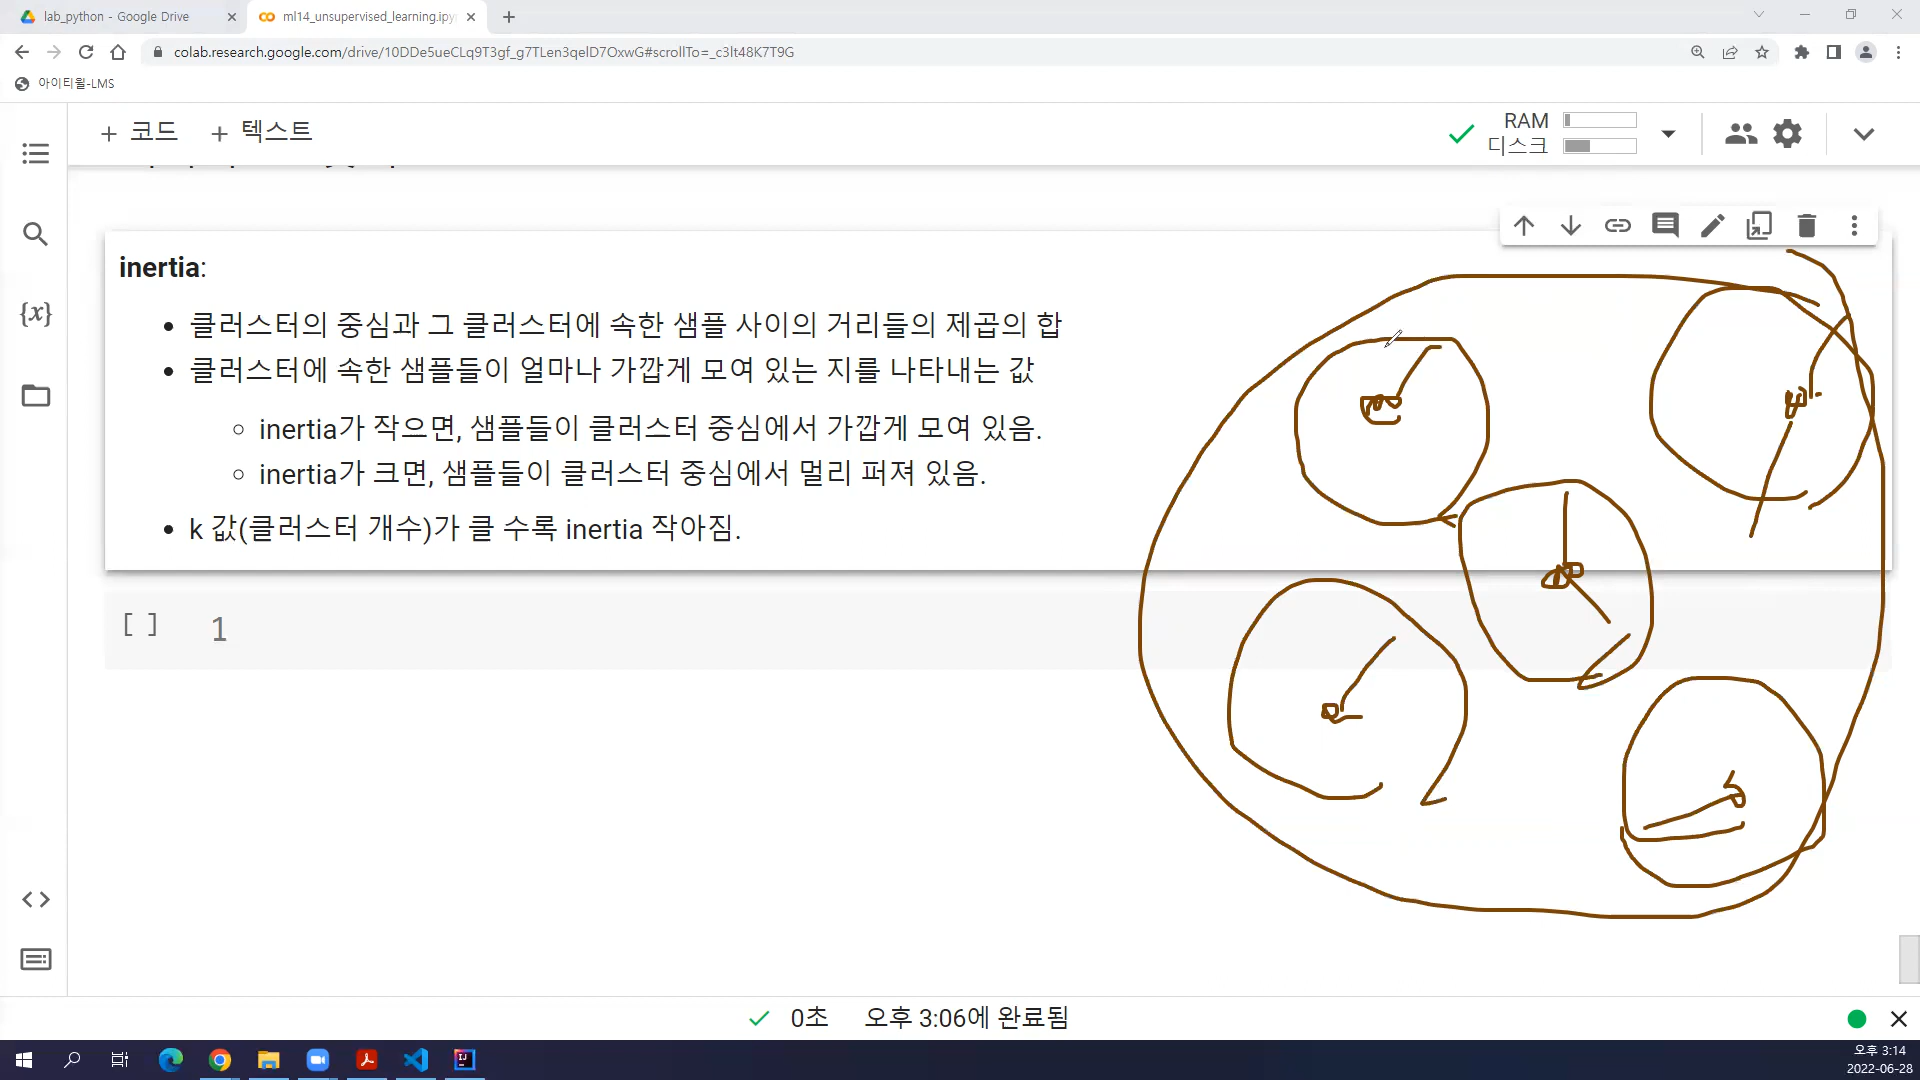 lab_python - Google Drive
ml14_unsupervised_learning.ipy
colab.research.google.com/drive/10DDe5ueCLq9T3gf_g7TLen3qelD7OxwG#scrollTo=_c3lt48K7T9G
아이티윌-LMS
+ 코드 + 텍스트
RAM
디스크
inertia:
클러스터의 중심과 그 클러스터에 속한 샘플 사이의 거리들의 제곱의 합
클러스터에 속한 샘플들이 얼마나 가깝게 모여 있는 지를 나타내는 값
inertia가 작으면, 샘플들이 클러스터 중심에서 가깝게 모여 있음.
inertia가 크면, 샘플들이 클러스터 중심에서 멀리 퍼져 있음.
k 값(클러스터 개수)가 클 수록 inertia 작아짐.
[ ] 1
0초 오후 3:06에 완료됨
오후 3:14
2022-06-28